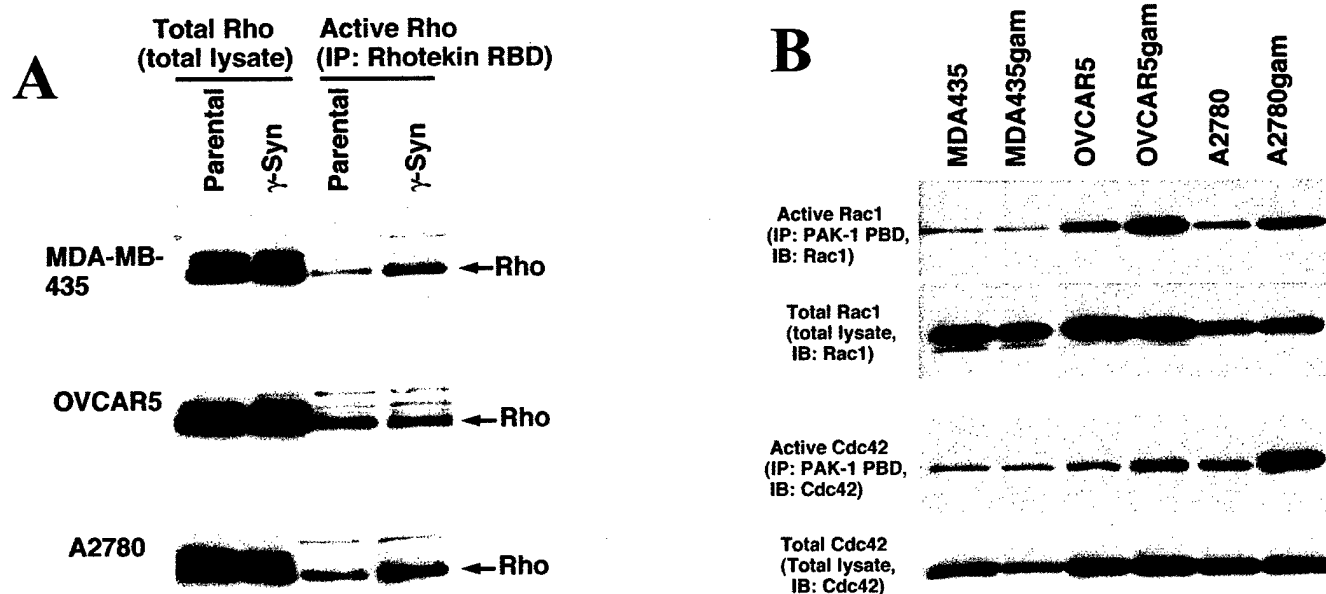 A
Total Rho
(total lysate)
Active Rho
(IP: Rhotekin RBD)
Parental
γ-Syn
Parental
γ-Syn
MDA-MB-
435
Rho
OVCAR5
Rho
A2780
Rho
B
MDA435
MDA435gam
OVCAR5
OVCAR5gam
A2780
A2780gam
Active Rac1
(IP: PAK-1 PBD,
IB: Rac1)
Total Rac1
(total lysate,
IB: Rac1)
Active Cdc42
(IP: PAK-1 PBD,
IB: Cdc42)
Total Cdc42
(Total lysate,
IB: Cdc42)